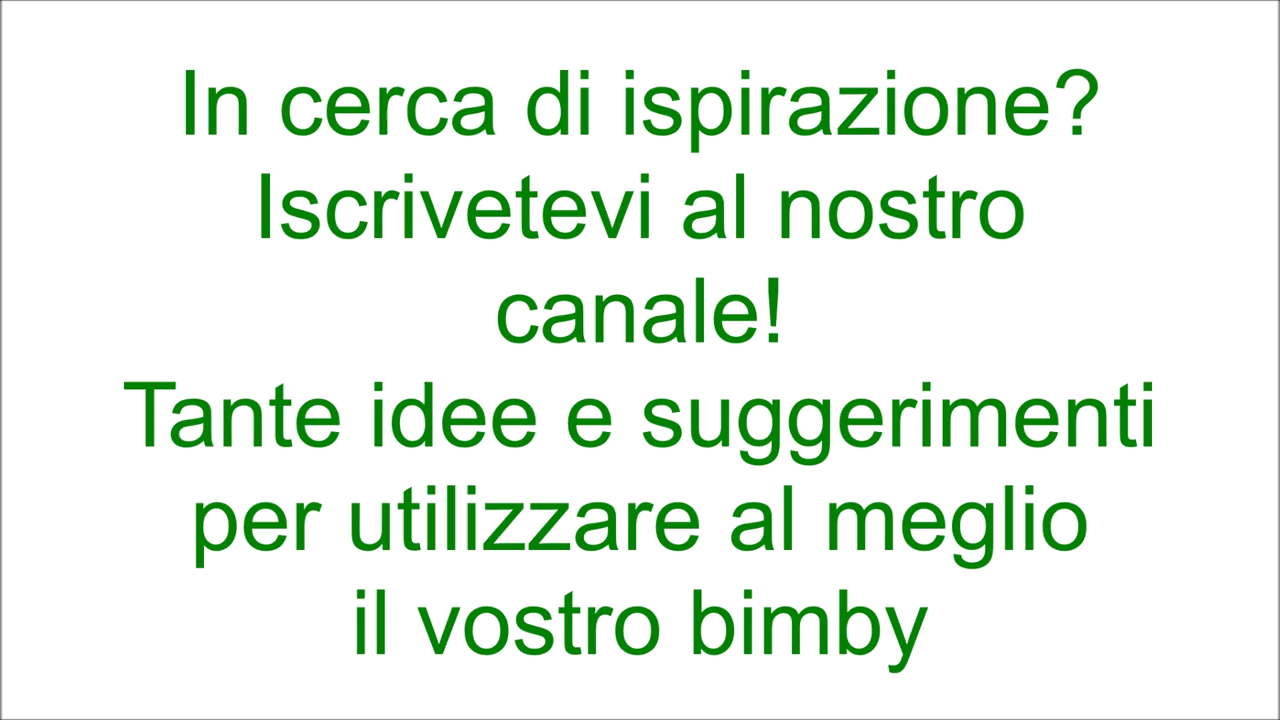 In cerca di ispirazione?
Iscrivetevi al nostro
canale!
Tante idee e suggerimenti
per utilizzare al meglio
il vostro bimby